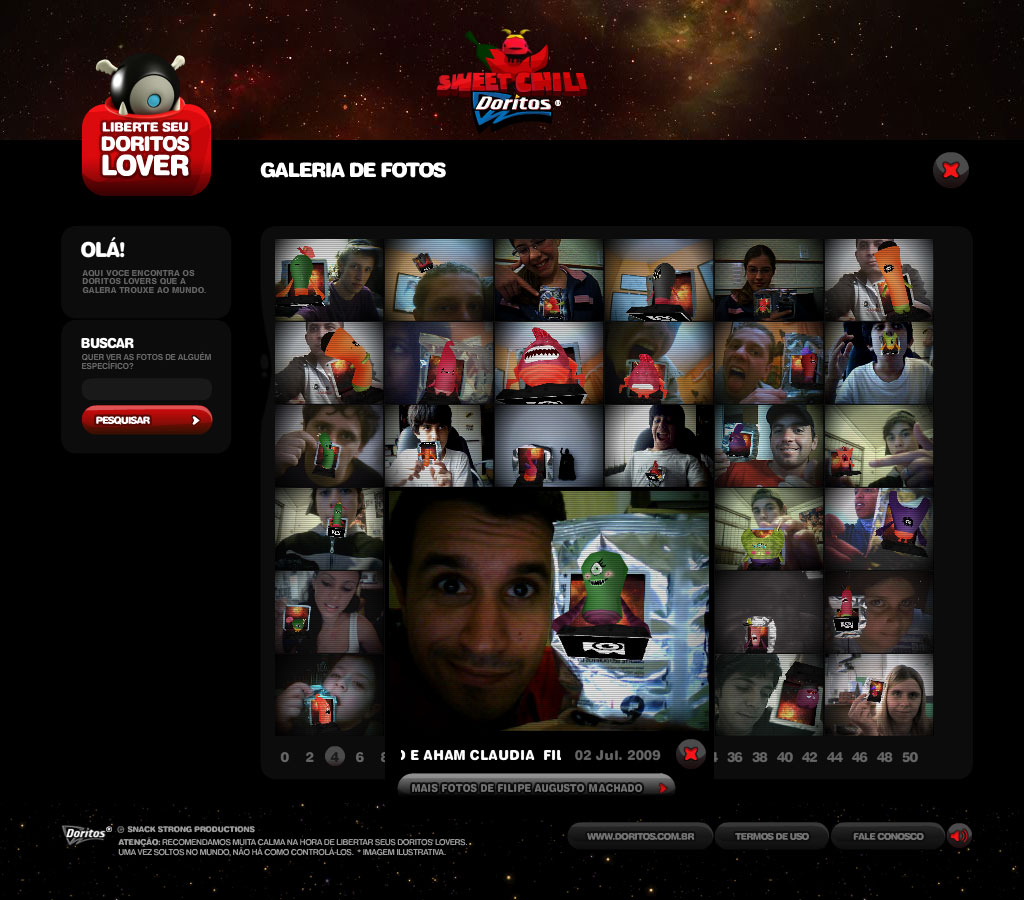 SWEET CHILI
Doritos®
LIBERTE SEU
DORITOS
LOVER
GALERIA DE FOTOS
OLÁ!
AQUI VOCE ENCONTRA OS
DORITOS LOVERS QUE A
GALERA TROUXE AO MUNDO.
BUSCAR
QUER VER AS FOTOS DE ALGUÉM
ESPECÍFICO?
PESQUISAR
0 2 4 6 8 36 38 40 42 44 46 48 50
O E AHAM CLAUDIA FIL 02 Jul. 2009
MAIS FOTOS DE FILIPE AUGUSTO MACHADO
Doritos®
@ SNACK STRONG PRODUCTIONS
ATENÇÃO: RECOMENDAMOS MUITA CALMA NA HORA DE LIBERTAR SEUS DORITOS LOVERS.
UMA VEZ SOLTOS NO MUNDO, NÃO HÁ COMO CONTROLÁ-LOS. * IMAGEM ILUSTRATIVA.
WWW.DORITOS.COM.BR
TERMOS DE USO
FALE CONOSCO